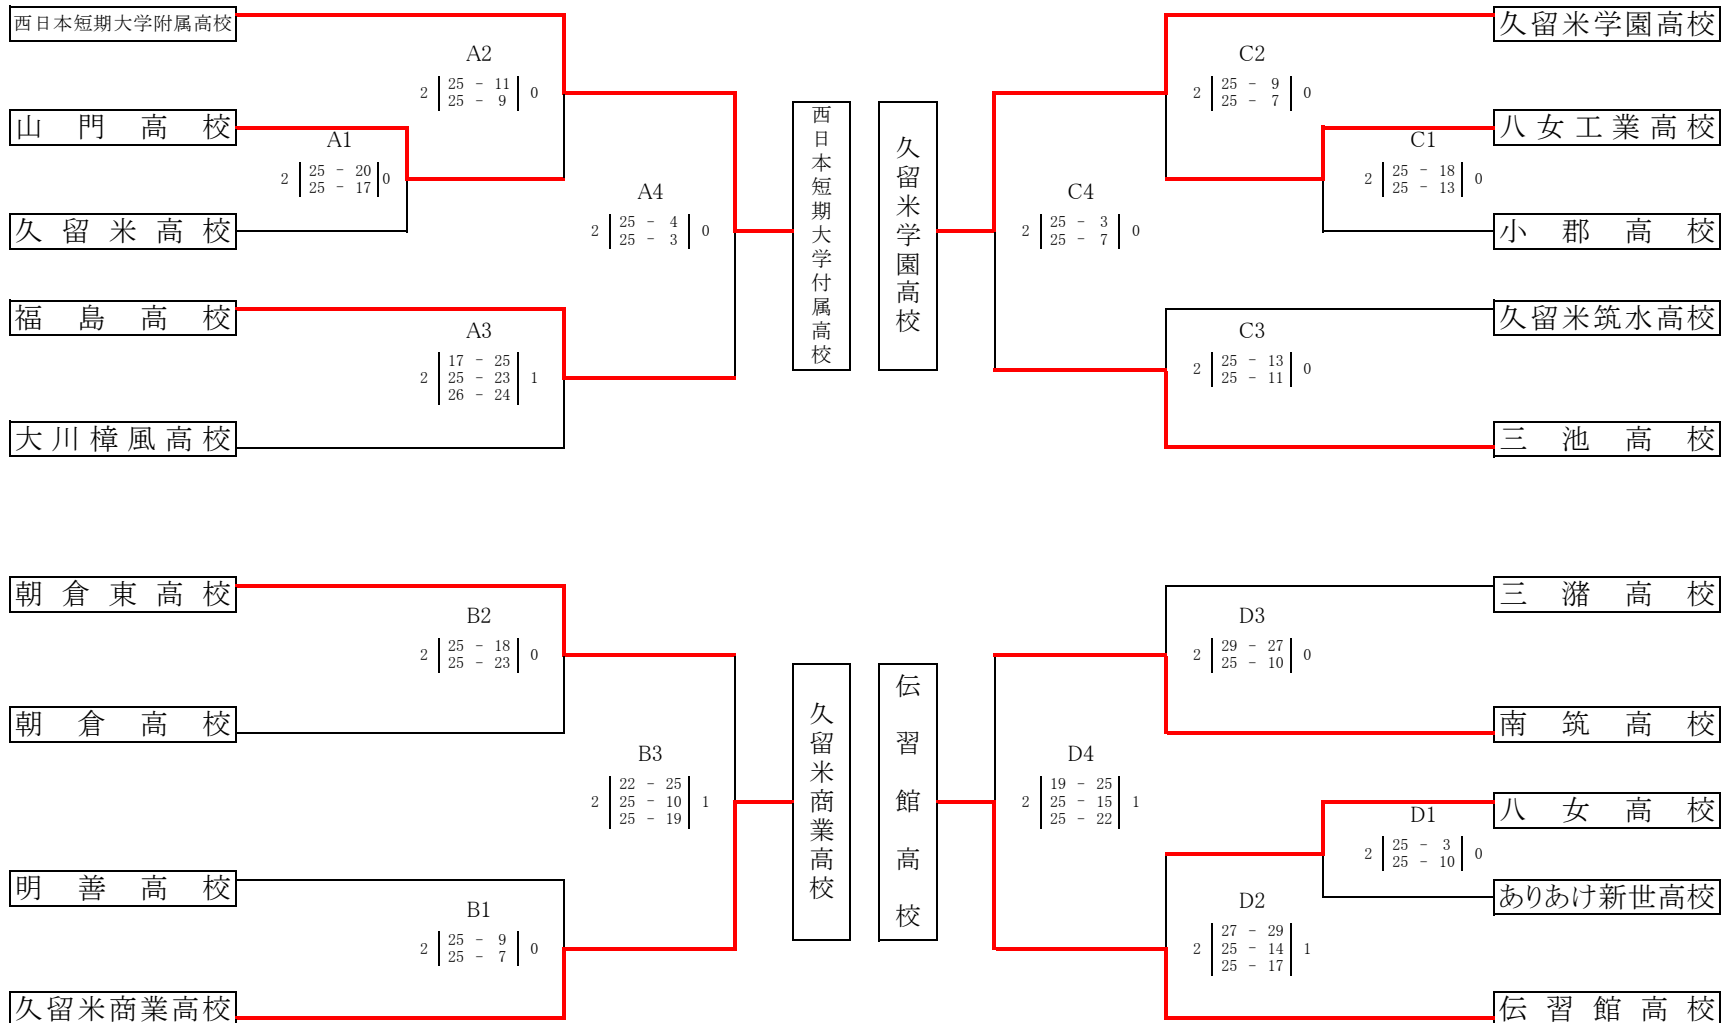 西日本短期大学附属高校
A2
2 25 - 11 0
25 - 9
山門高校
A1
2 25 - 20 0
25 - 17
久留米高校
A4
2 25 - 4 0
25 - 3
福島高校
A3
17 - 25
2 25 - 23 1
26 - 24
大川樟風高校
西日本短期大学付属高校
久留米学園高校
久留米学園高校
C2
2 25 - 9 0
25 - 7
八女工業高校
C1
2 25 - 18 0
25 - 13
小郡高校
C4
2 25 - 3 0
25 - 7
久留米筑水高校
C3
2 25 - 13 0
25 - 11
三池高校
朝倉東高校
B2
2 25 - 18 0
25 - 23
朝倉高校
B3
22 - 25
2 25 - 10 1
25 - 19
明善高校
B1
2 25 - 9 0
25 - 7
久留米商業高校
久留米商業高校
伝習館高校
三潴高校
D3
2 29 - 27 0
25 - 10
南筑高校
D4
19 - 25
2 25 - 15 1
25 - 22
八女高校
D1
2 25 - 3 0
25 - 10
ありあけ新世高校
D2
27 - 29
2 25 - 14 1
25 - 17
伝習館高校